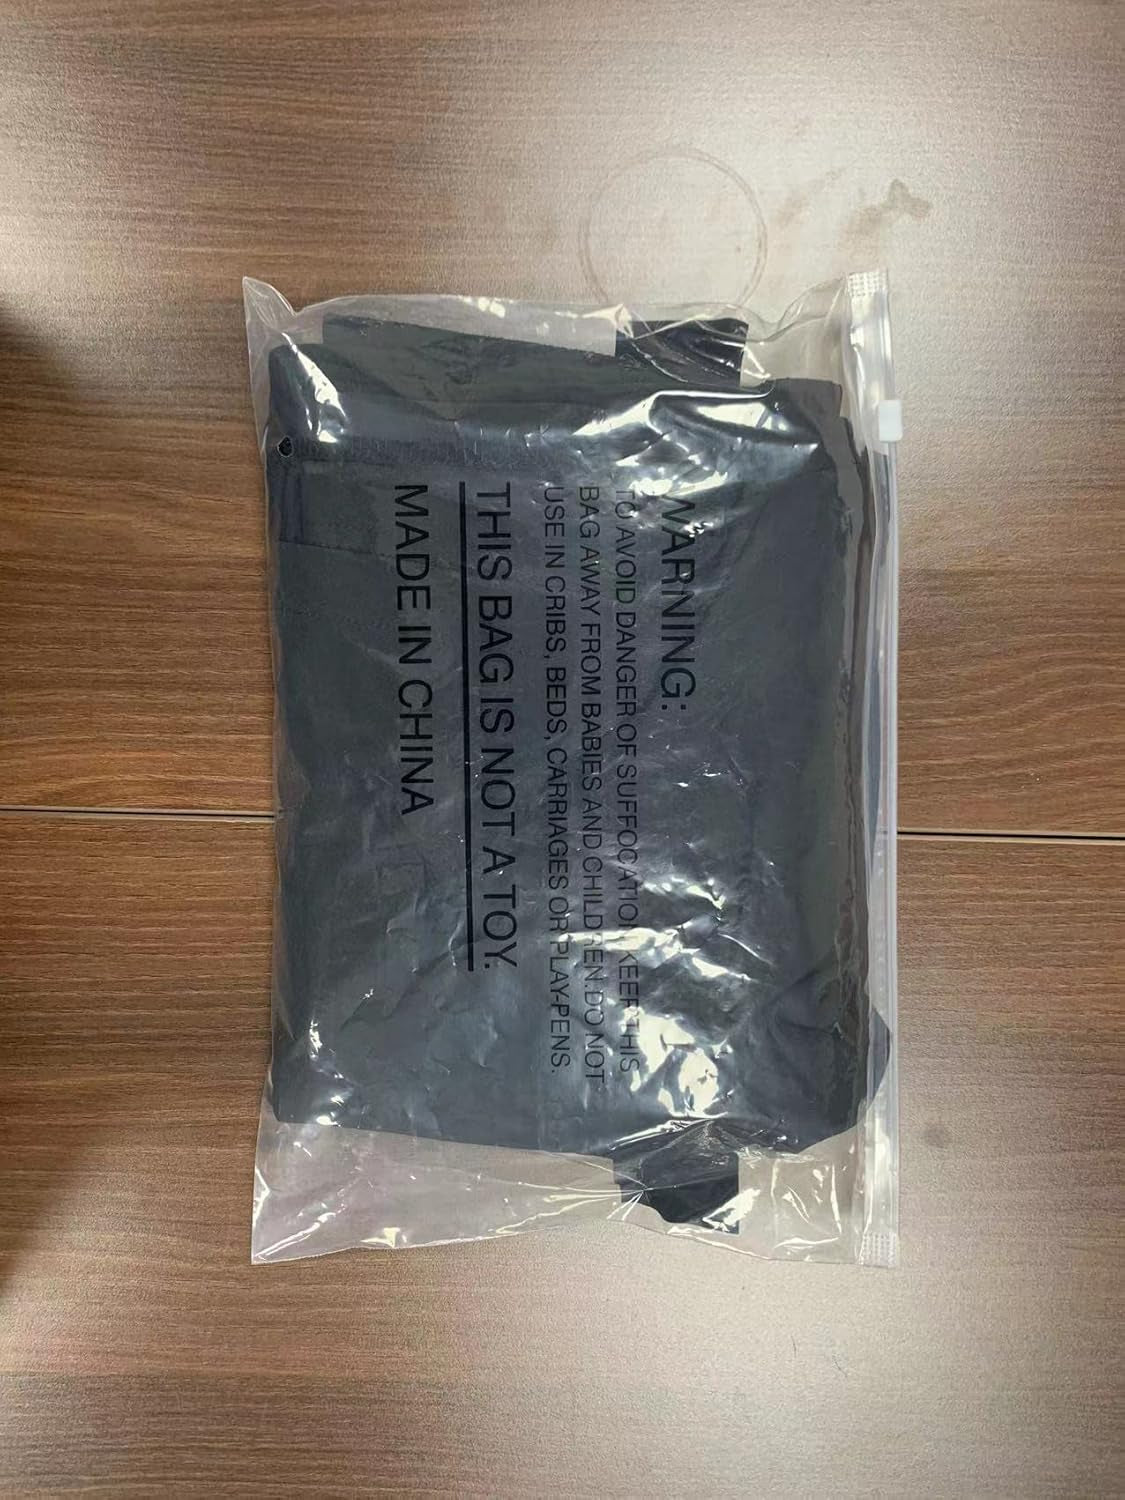 WARNING:
TO AVOID DANGER OF SUFFOCATION KEEP THIS
BAG AWAY FROM BABIES AND CHILDREN.DO NOT
USE IN CRIBS, BEDS, CARRIAGES OR PLAY-PENS.
THIS BAG IS NOT A TOY.
MADE IN CHINA